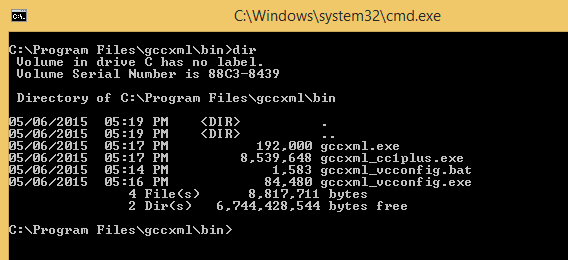 C:\Windows\system32\cmd.exe
C:\Program Files\gccxml\bin>dir
Volume in drive C has no label.
Volume Serial Number is 88C3-8439
Directory of C:\Program Files\gccxml\bin
05/06/2015  05:19 PM    <DIR>          .
05/06/2015  05:19 PM    <DIR>          ..
05/06/2015  05:17 PM           192,000 gccxml.exe
05/06/2015  05:17 PM         8,539,648 gccxml_cc1plus.exe
05/06/2015  05:14 PM             1,583 gccxml_vcconfig.bat
05/06/2015  05:16 PM            84,480 gccxml_vcconfig.exe
4 File(s)      8,817,711 bytes
2 Dir(s)   6,744,428,544 bytes free
C:\Program Files\gccxml\bin>